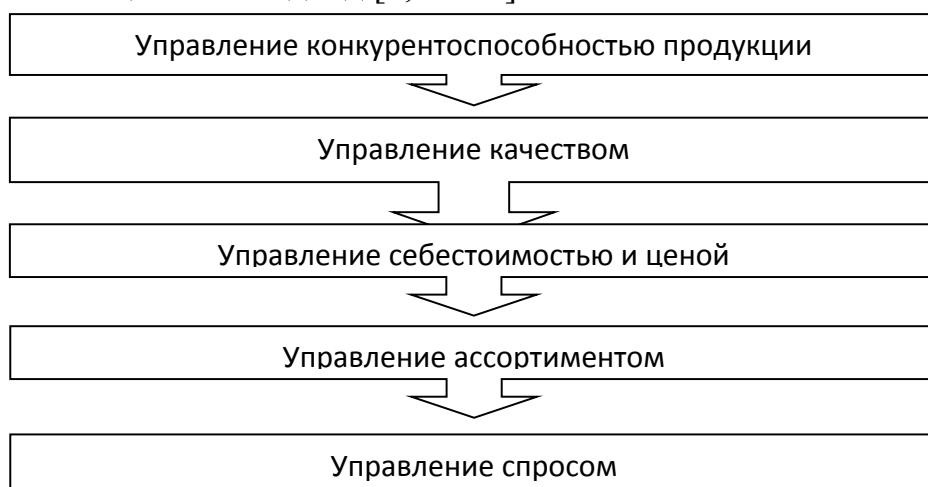 Управление конкурентоспособностью продукции
Управление качеством
Управление себестоимостью и ценой
Управление ассортиментом
Управление спросом